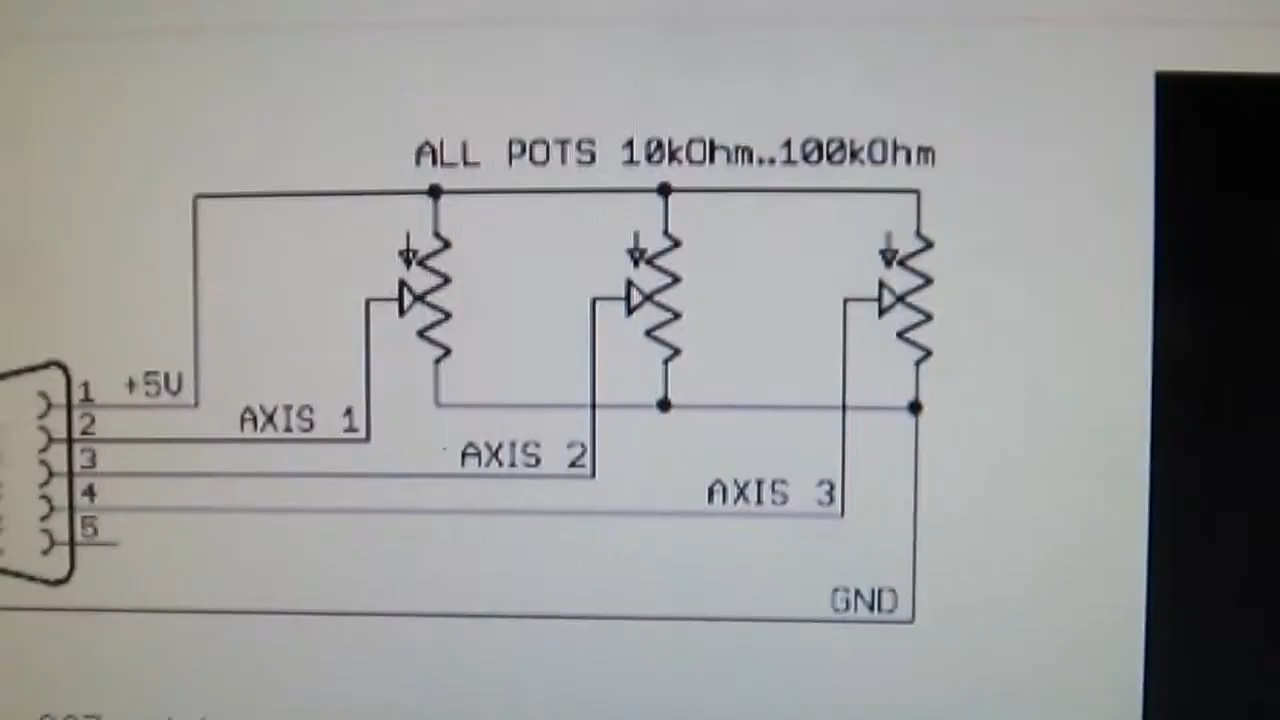 ALL POTS 10kOhm..100kOhm
1 +5V
2 AXIS 1
3 AXIS 2
4 AXIS 3
5
GND